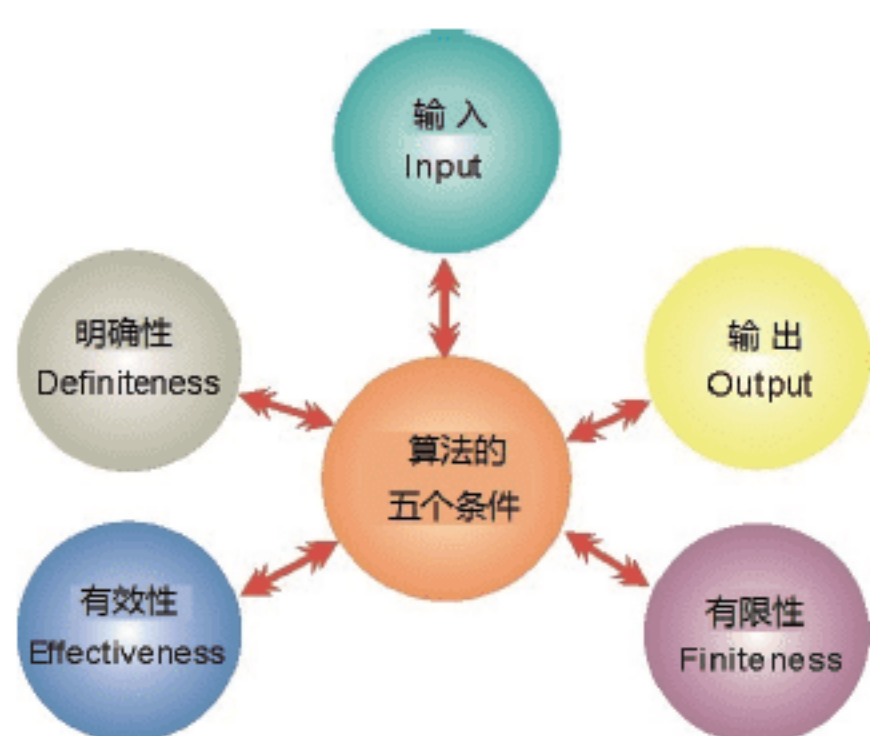 输入
Input
明确性
Definiteness
输出
Output
算法的
五个条件
有效性
Effectiveness
有限性
Finiteness